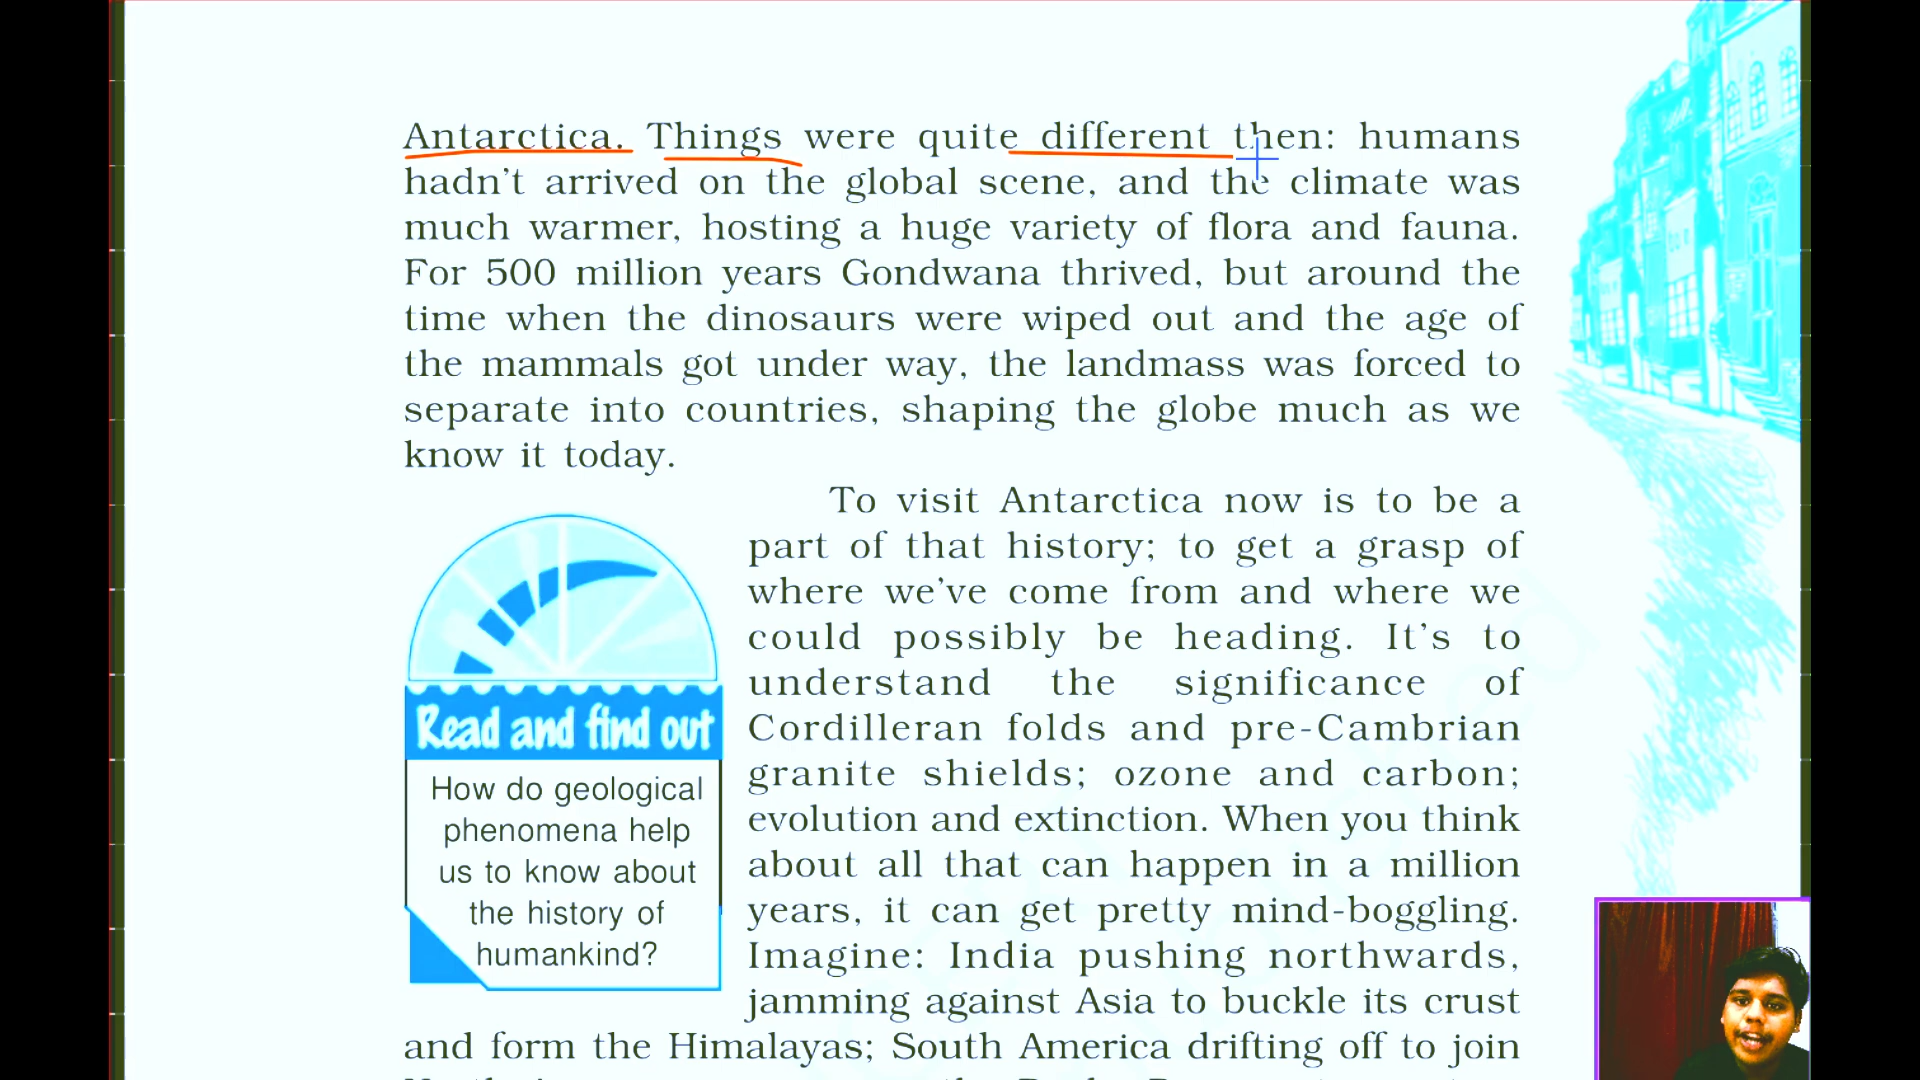 Antarctica. Things were quite different then: humans
hadn't arrived on the global scene, and the climate was
much warmer, hosting a huge variety of flora and fauna.
For 500 million years Gondwana thrived, but around the
time when the dinosaurs were wiped out and the age of
the mammals got under way, the landmass was forced to
separate into countries, shaping the globe much as we
know it today.
To visit Antarctica now is to be a
part of that history; to get a grasp of
where we've come from and where we
could possibly be heading. It's to
understand the significance of
Cordilleran folds and pre-Cambrian
granite shields; ozone and carbon;
evolution and extinction. When you think
about all that can happen in a million
years, it can get pretty mind-boggling.
Imagine: India pushing northwards,
jamming against Asia to buckle its crust
and form the Himalayas; South America drifting off to join
Read and find out
How do geological
phenomena help
us to know about
the history of
humankind?